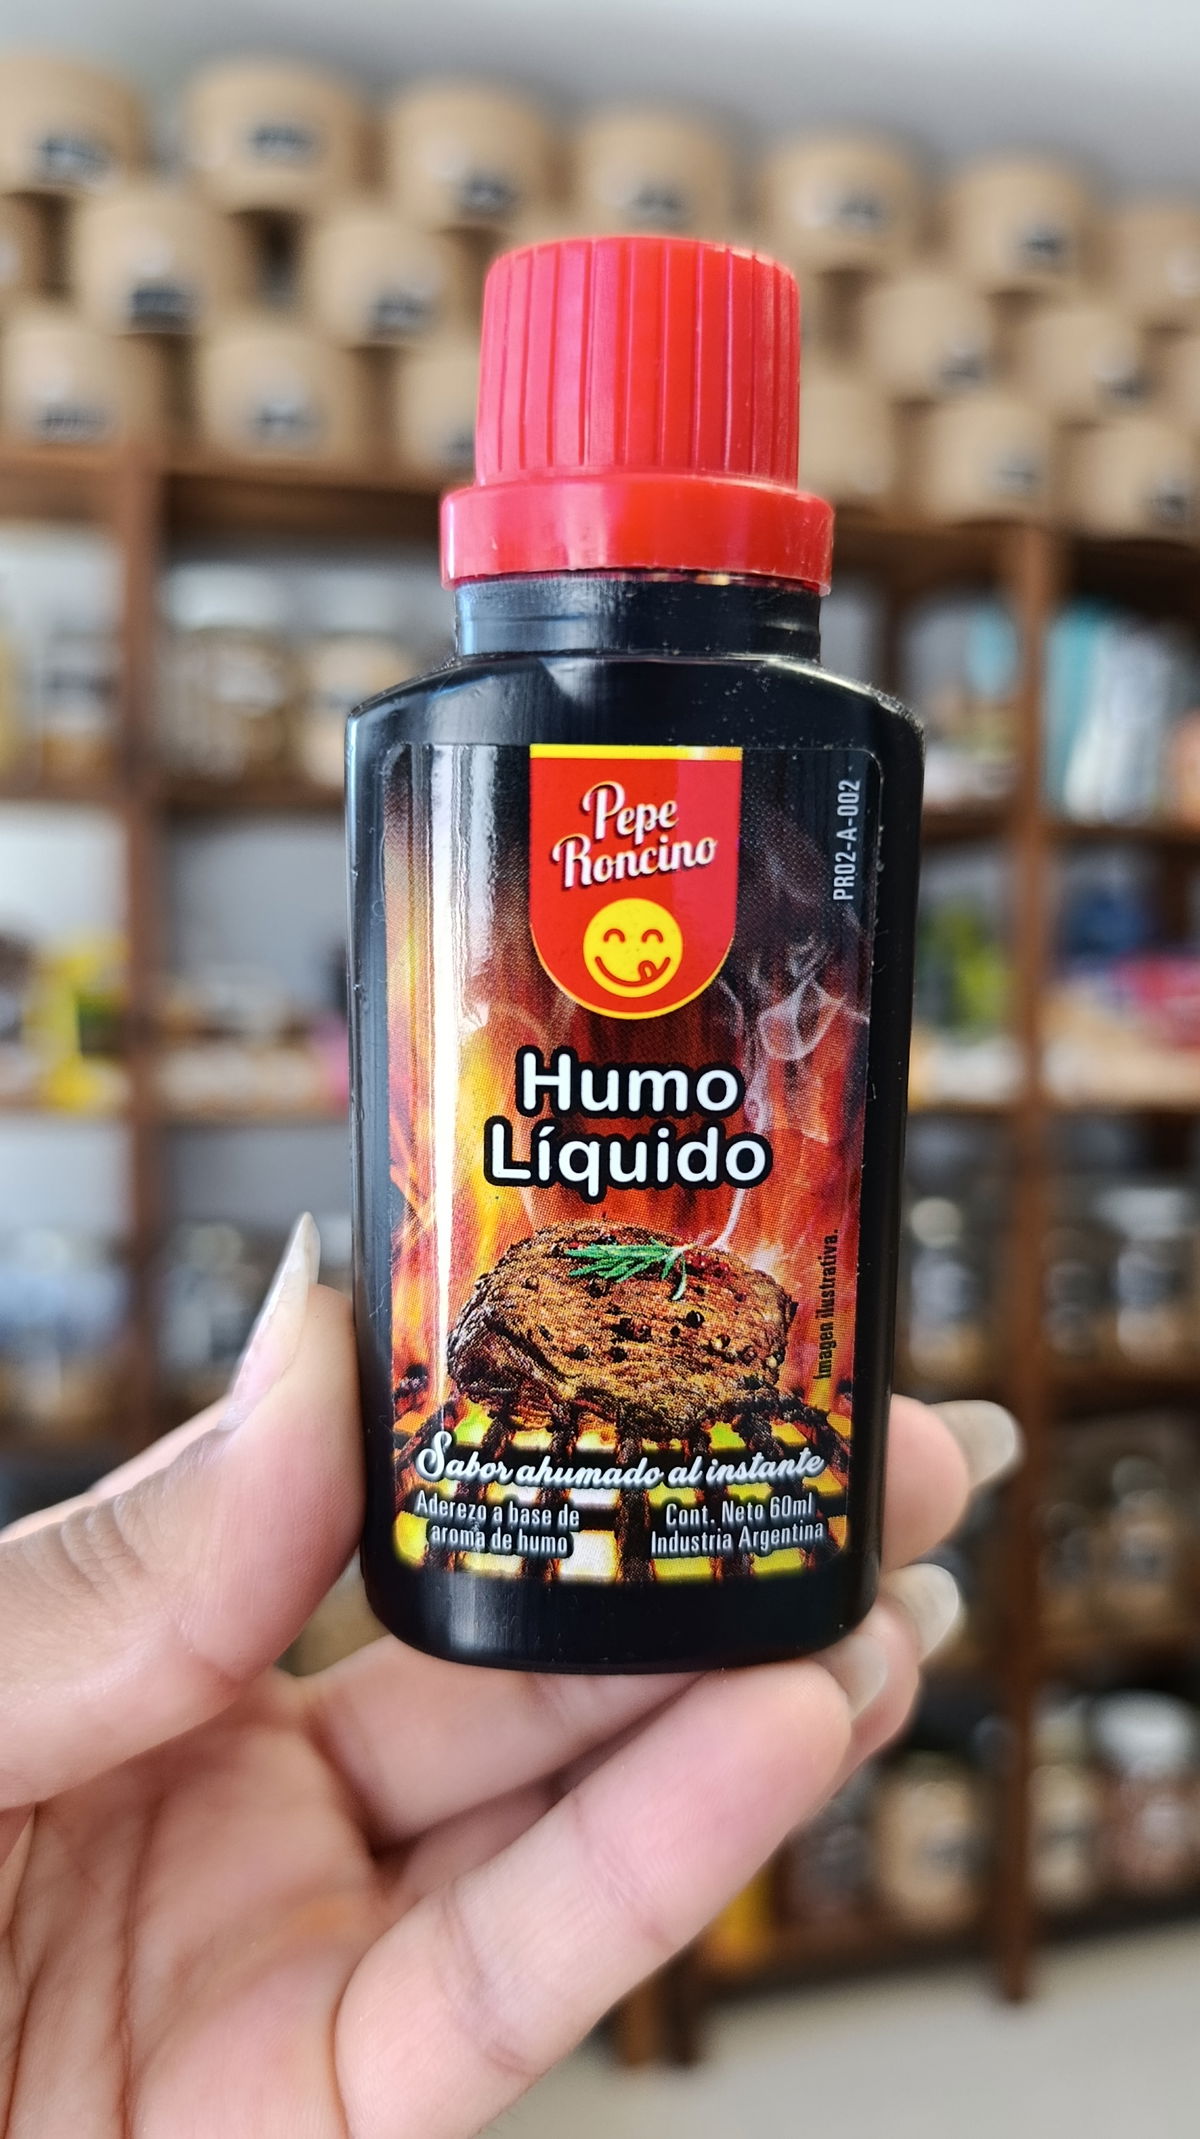 Pepe
Roncino
PR02-A-002
Humo
Líquido
Imagen ilustrativa.
Sabor ahumado al instante
Aderezo a base de
aroma de humo
Cont. Neto 60ml
Industria Argentina